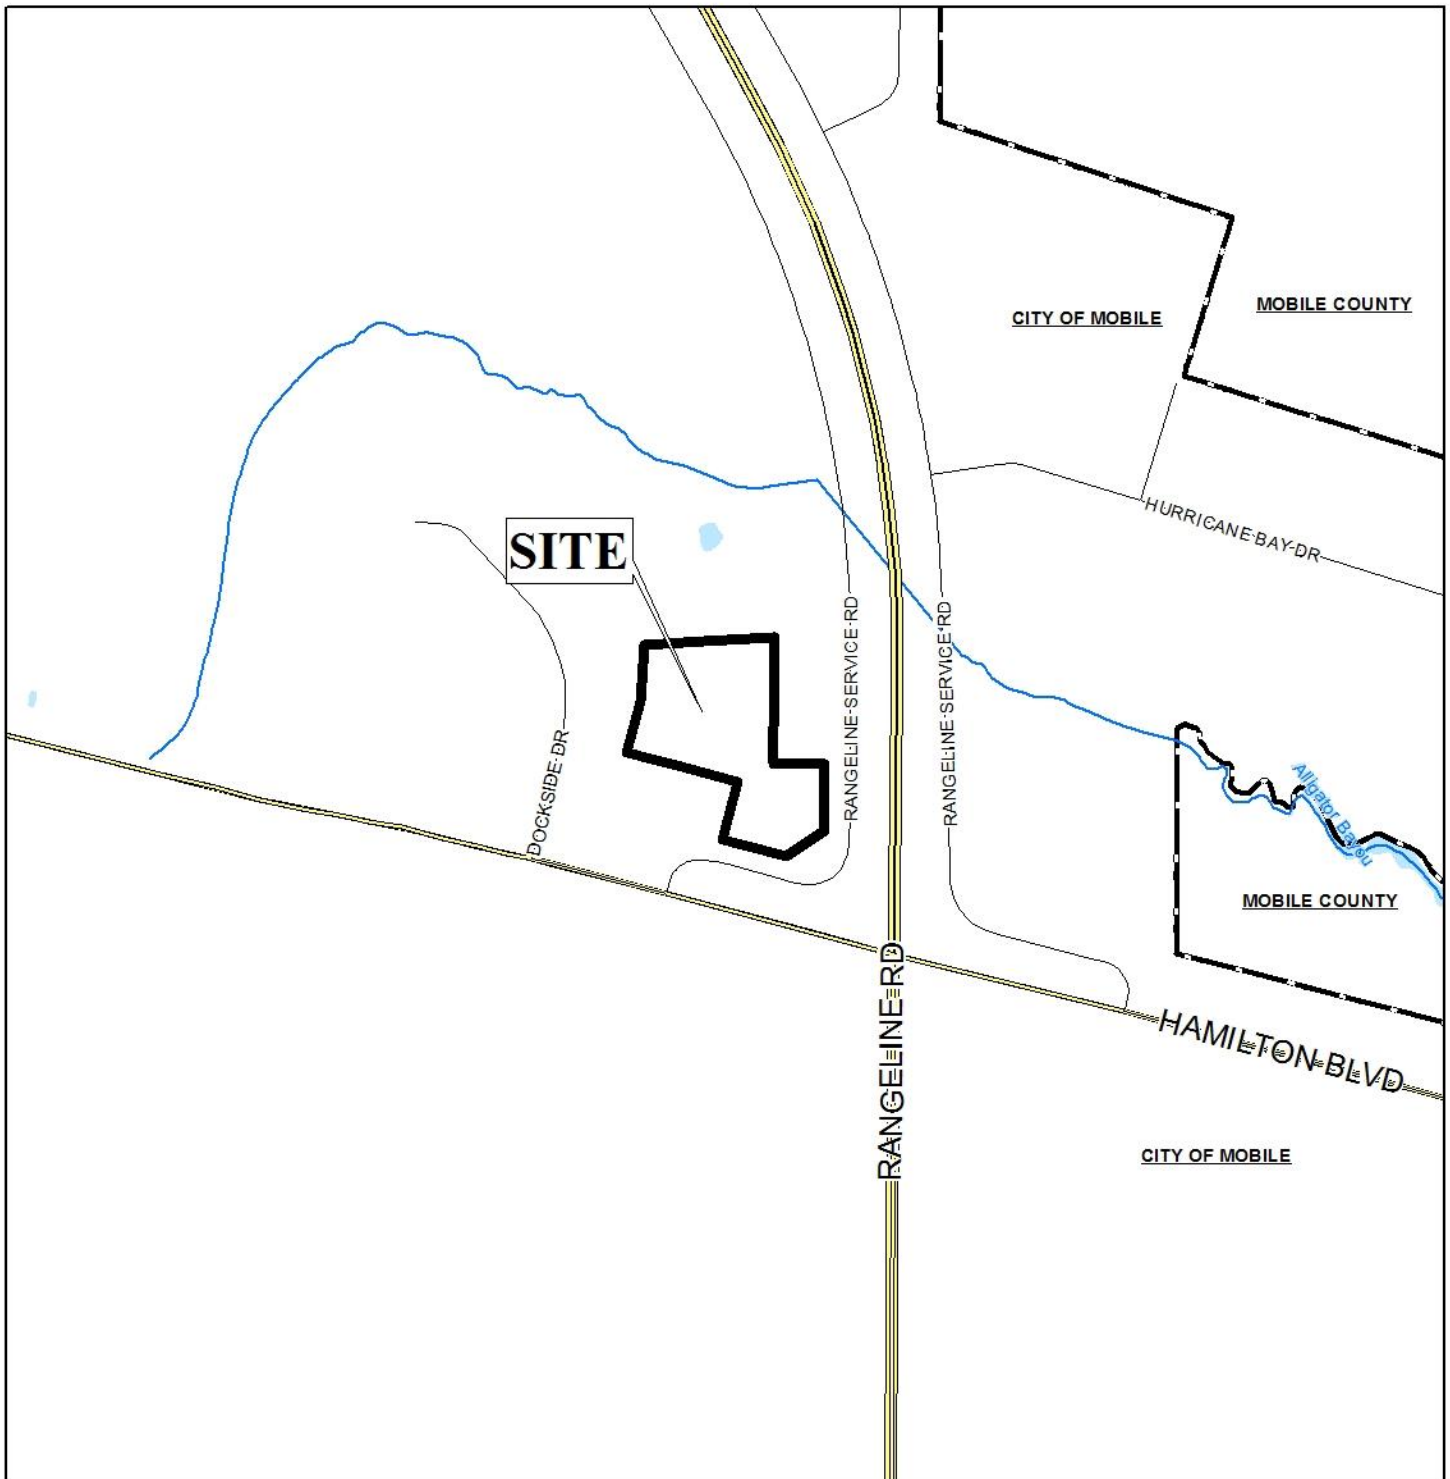 CITY OF MOBILE
MOBILE COUNTY
HURRICANE BAY DR
SITE
RANGELINE SERVICE RD
RANGELINE SERVICE RD
DOCKSIDE DR
Alligator Bayou
MOBILE COUNTY
RANGELINE RD
HAMILTON BLVD
CITY OF MOBILE